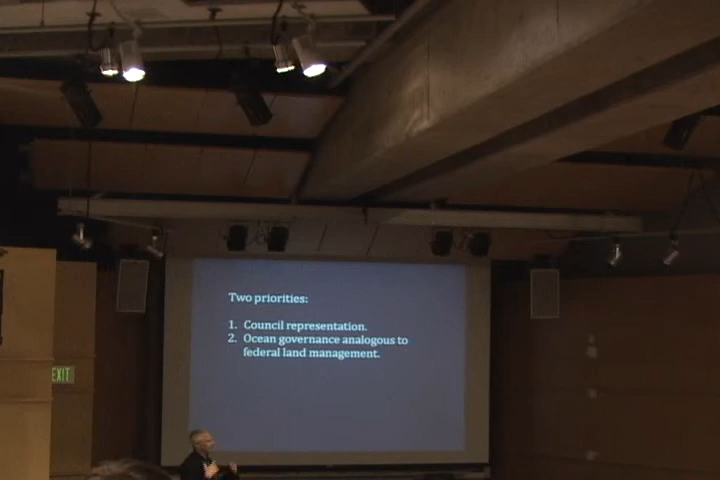 Two priorities:
1. Council representation.
2. Ocean governance analogous to
federal land management.
EXIT